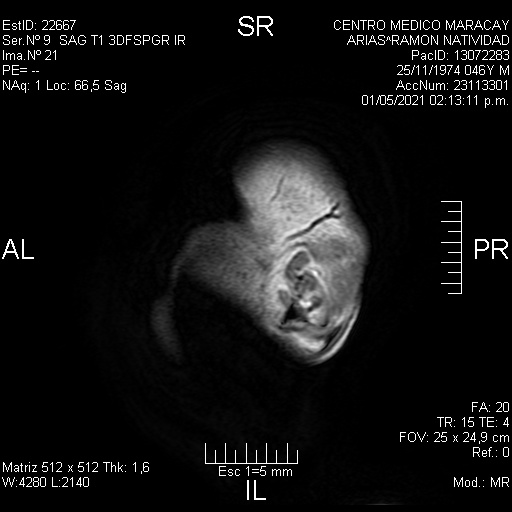 EstID: 22667
Ser.Nº 9 SAG T1 3DFSPGR IR
Ima.Nº 21
PE= --
NAq: 1 Loc: 66,5 Sag
SR
CENTRO MEDICO MARACAY
ARIAS^RAMON NATIVIDAD
PacID: 13072283
25/11/1974 046Y M
AccNum: 23113301
01/05/2021 02:13:11 p.m.
AL
PR
FA: 20
TR: 15 TE: 4
FOV: 25 x 24,9 cm
Ref.: 0
Matriz 512 x 512 Thk: 1,6
W:4280 L:2140
Esc 1=5 mm
IL
Mod.: MR